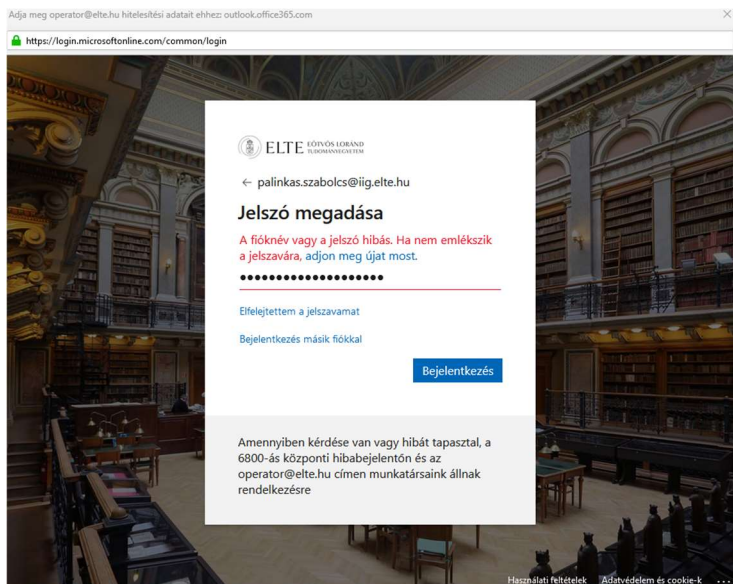 Adja meg operator@elte.hu hitelesítési adatait ehhez: outlook.office365.com
https://login.microsoftonline.com/common/login
ELTE EÖTVÖS LORÁND
TUDOMÁNYEGYETEM
← palinkas.szabolcs@iig.elte.hu
Jelszó megadása
A fióknév vagy a jelszó hibás. Ha nem emlékszik
a jelszavára, adjon meg újat most.
••••••••••••••••••••
Elfelejtettem a jelszavamat
Bejelentkezés másik fiókkal
Bejelentkezés
Amennyiben kérdése van vagy hibát tapasztal, a
6800-ás központi hibabejelentőn és az
operator@elte.hu címen munkatársaink állnak
rendelkezésre
Használati feltételek Adatvédelem és cookie-k ...